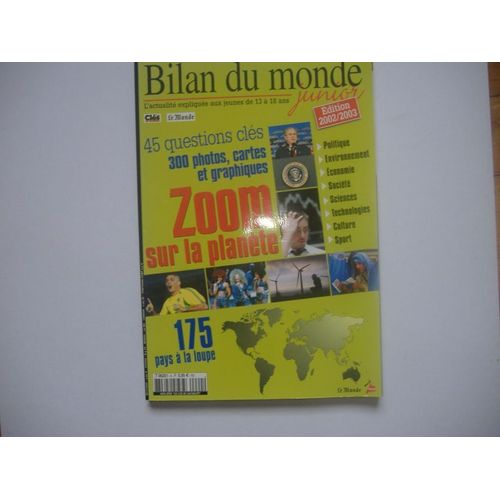 Bilan du monde
junior
L'actualité expliquée aux jeunes de 13 à 18 ans
Edition
2002/2003
Clés
Le Monde
45 questions clés
300 photos, cartes
et graphiques
Zoom
sur la planète
Politique
Environnement
Économie
Société
Sciences
Technologies
Culture
Sport
175
pays à la loupe
Le Monde